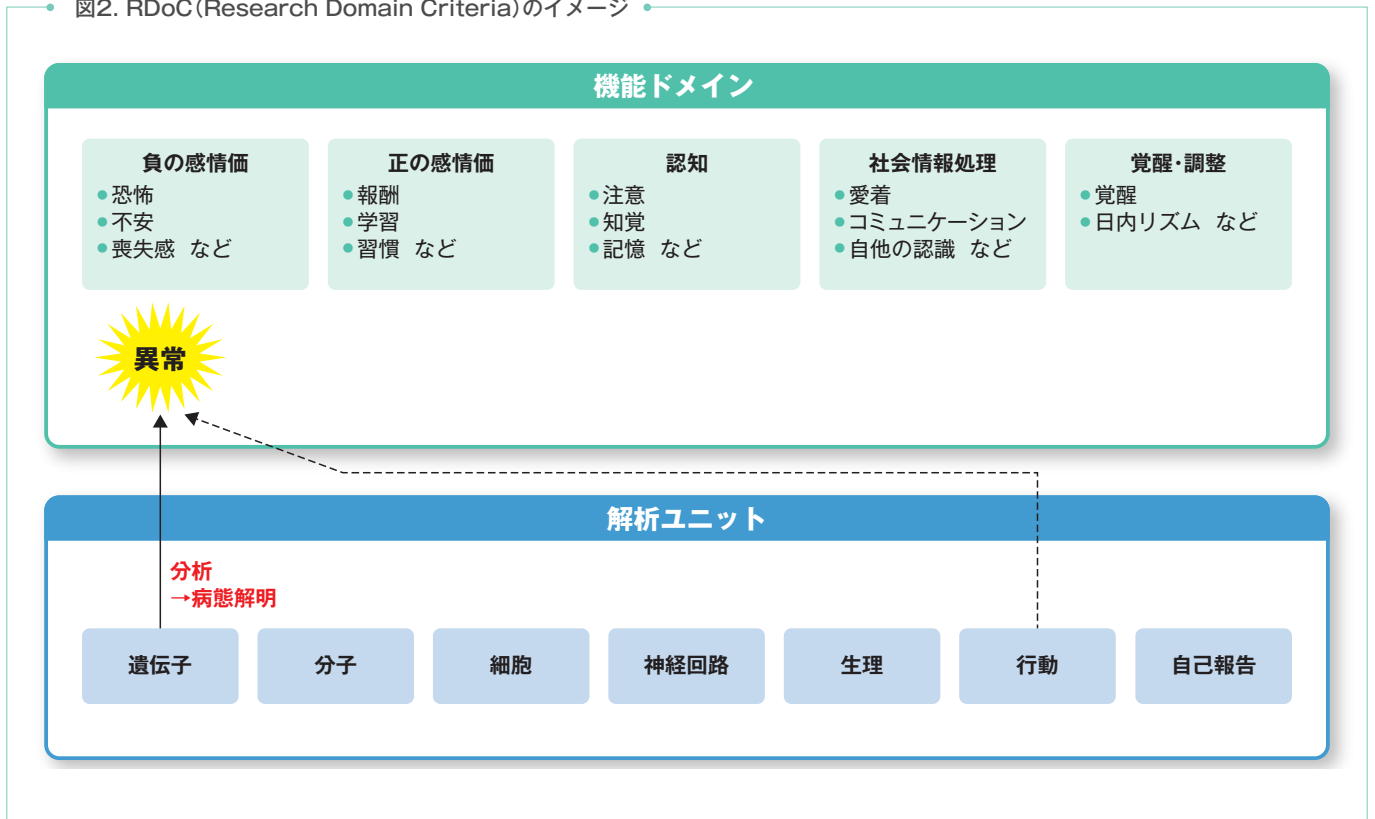 図2. RDoC（Research Domain Criteria）のイメージ
機能ドメイン
負の感情価
●恐怖
●不安
●喪失感 など
正の感情価
●報酬
●学習
●習慣 など
認知
●注意
●知覚
●記憶 など
社会情報処理
●愛着
●コミュニケーション
●自他の認識 など
覚醒・調整
●覚醒
●日内リズム など
異常
解析ユニット
分析
→病態解明
遺伝子
分子
細胞
神経回路
生理
行動
自己報告